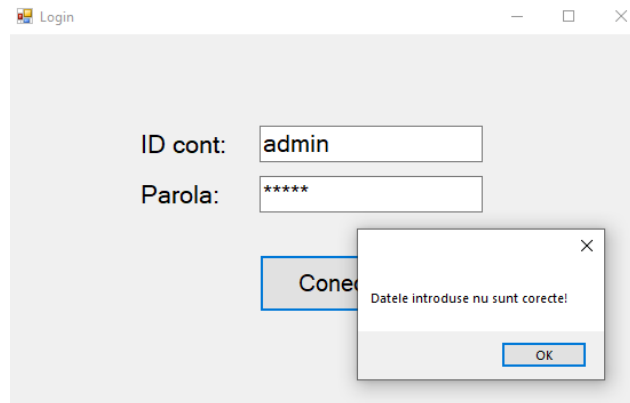 Login
ID cont: admin
Parola: *****
Datele introduse nu sunt corecte!
OK